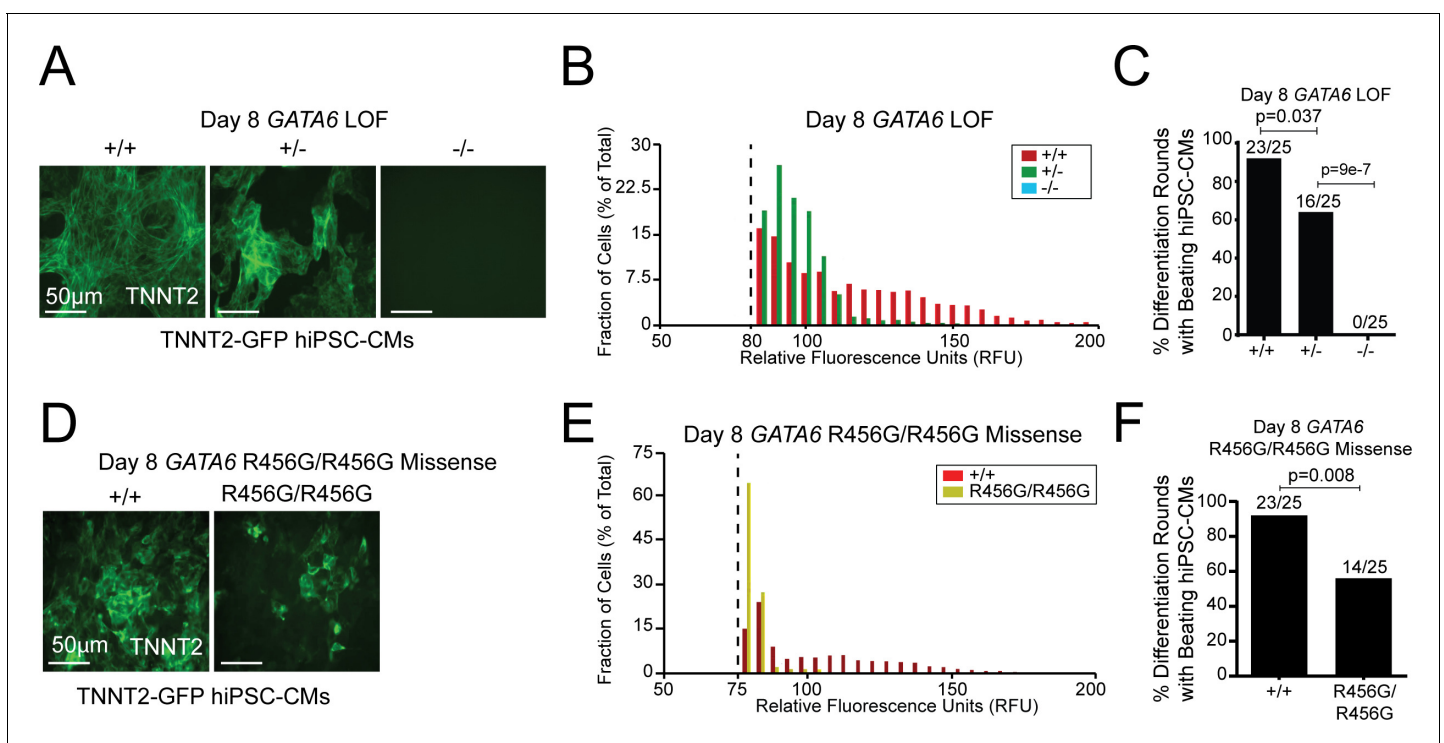 A
Day 8 GATA6 LOF
+/+ +/- -/-
50µm TNNT2
TNNT2-GFP hiPSC-CMs
B
Day 8 GATA6 LOF
Fraction of Cells (% of Total)
30
22.5
15
7.5
0
50 80 100 150 200
Relative Fluorescence Units (RFU)
+/+
+/-
-/-
C
Day 8 GATA6 LOF
p=0.037
p=9e-7
% Differentiation Rounds
with Beating hiPSC-CMs
100
80
60
40
20
0
23/25
16/25
0/25
+/+ +/- -/-
D
Day 8 GATA6 R456G/R456G Missense
+/+ R456G/R456G
50µm TNNT2
TNNT2-GFP hiPSC-CMs
E
Day 8 GATA6 R456G/R456G Missense
Fraction of Cells (% of Total)
75
60
45
30
15
0
50 75 100 150 200
Relative Fluorescence Units (RFU)
+/+
R456G/R456G
F
Day 8 GATA6
R456G/R456G Missense
p=0.008
% Differentiation Rounds
with Beating hiPSC-CMs
100
80
60
40
20
0
23/25
14/25
+/+ R456G/
R456G